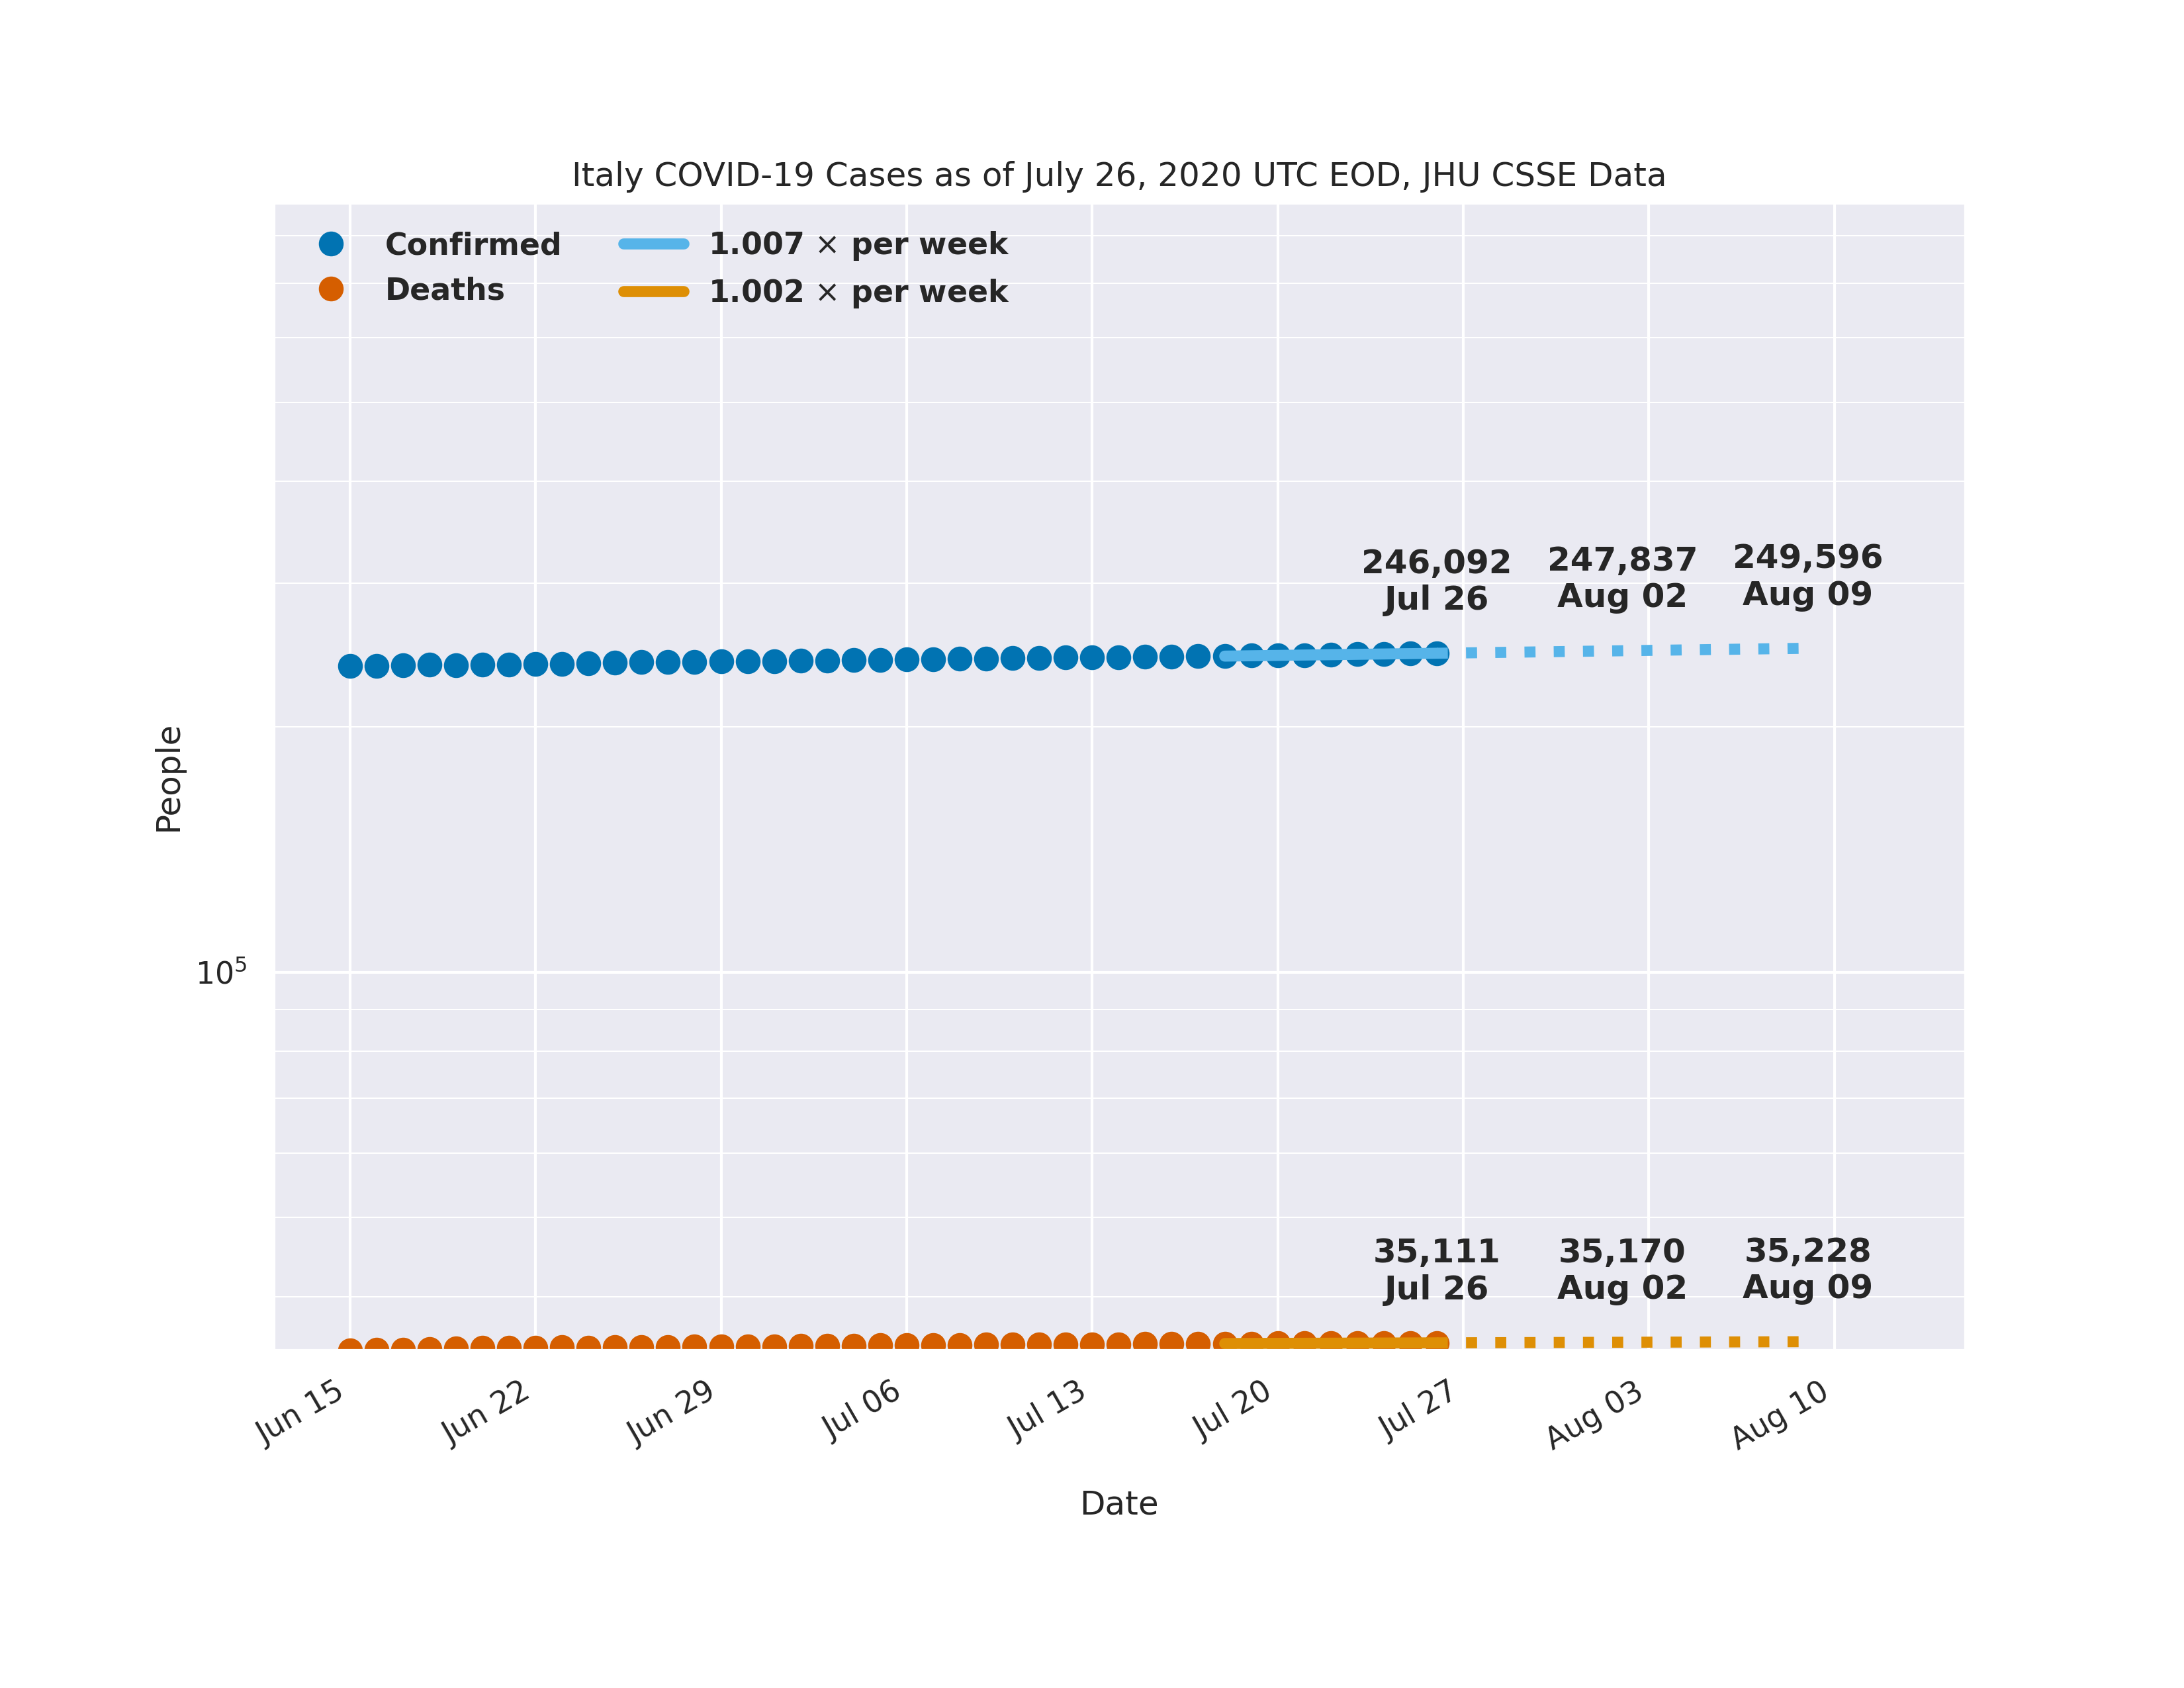 Italy COVID-19 Cases as of July 26, 2020 UTC EOD, JHU CSSE Data
Confirmed
Deaths
1.007 × per week
1.002 × per week
246,092
Jul 26
247,837
Aug 02
249,596
Aug 09
People
10⁵
35,111
Jul 26
35,170
Aug 02
35,228
Aug 09
Jun 15
Jun 22
Jun 29
Jul 06
Jul 13
Jul 20
Jul 27
Aug 03
Aug 10
Date